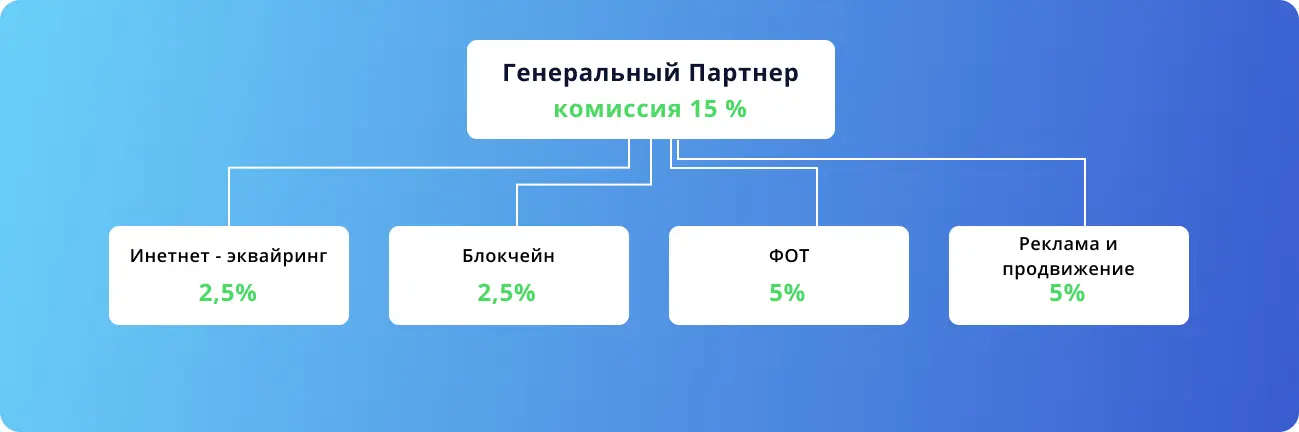 Генеральный Партнер
комиссия 15 %
Инетнет - эквайринг
2,5%
Блокчейн
2,5%
ФОТ
5%
Реклама и
продвижение
5%